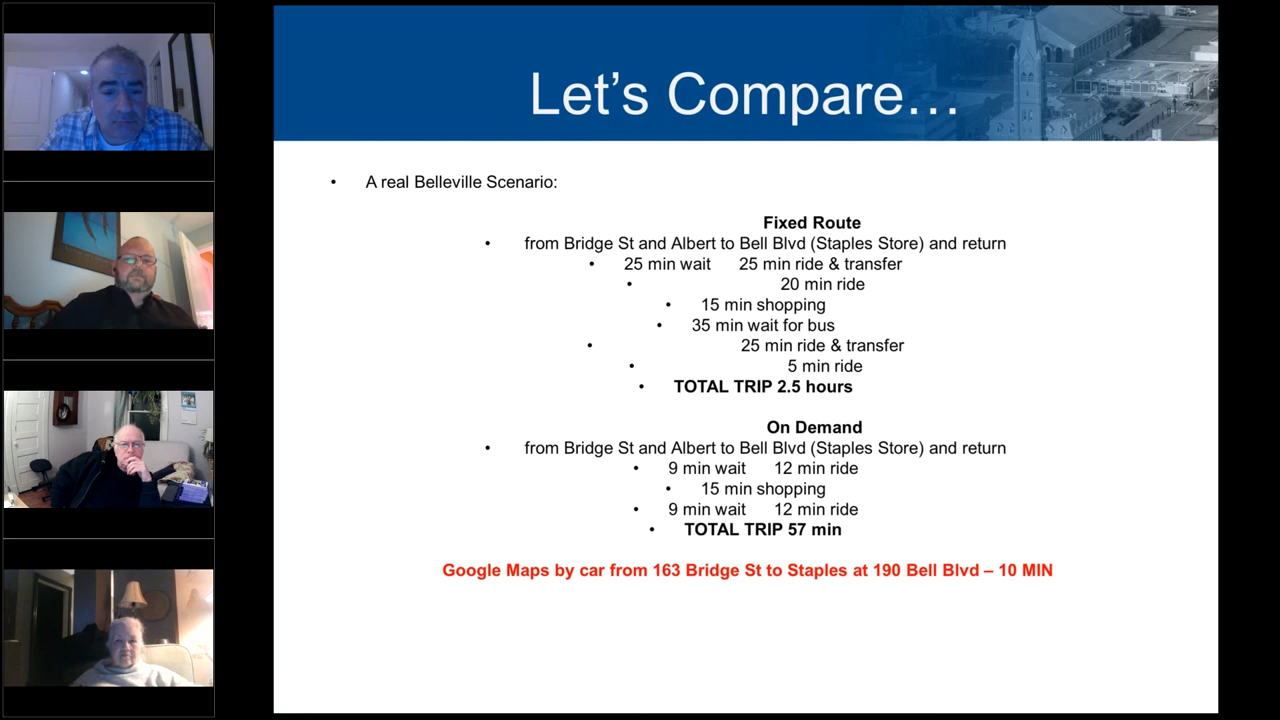 Let’s Compare…
• A real Belleville Scenario:
Fixed Route
• from Bridge St and Albert to Bell Blvd (Staples Store) and return
• 25 min wait 25 min ride & transfer
• 20 min ride
• 15 min shopping
• 35 min wait for bus
• 25 min ride & transfer
• 5 min ride
• TOTAL TRIP 2.5 hours
On Demand
• from Bridge St and Albert to Bell Blvd (Staples Store) and return
• 9 min wait 12 min ride
• 15 min shopping
• 9 min wait 12 min ride
• TOTAL TRIP 57 min
Google Maps by car from 163 Bridge St to Staples at 190 Bell Blvd – 10 MIN